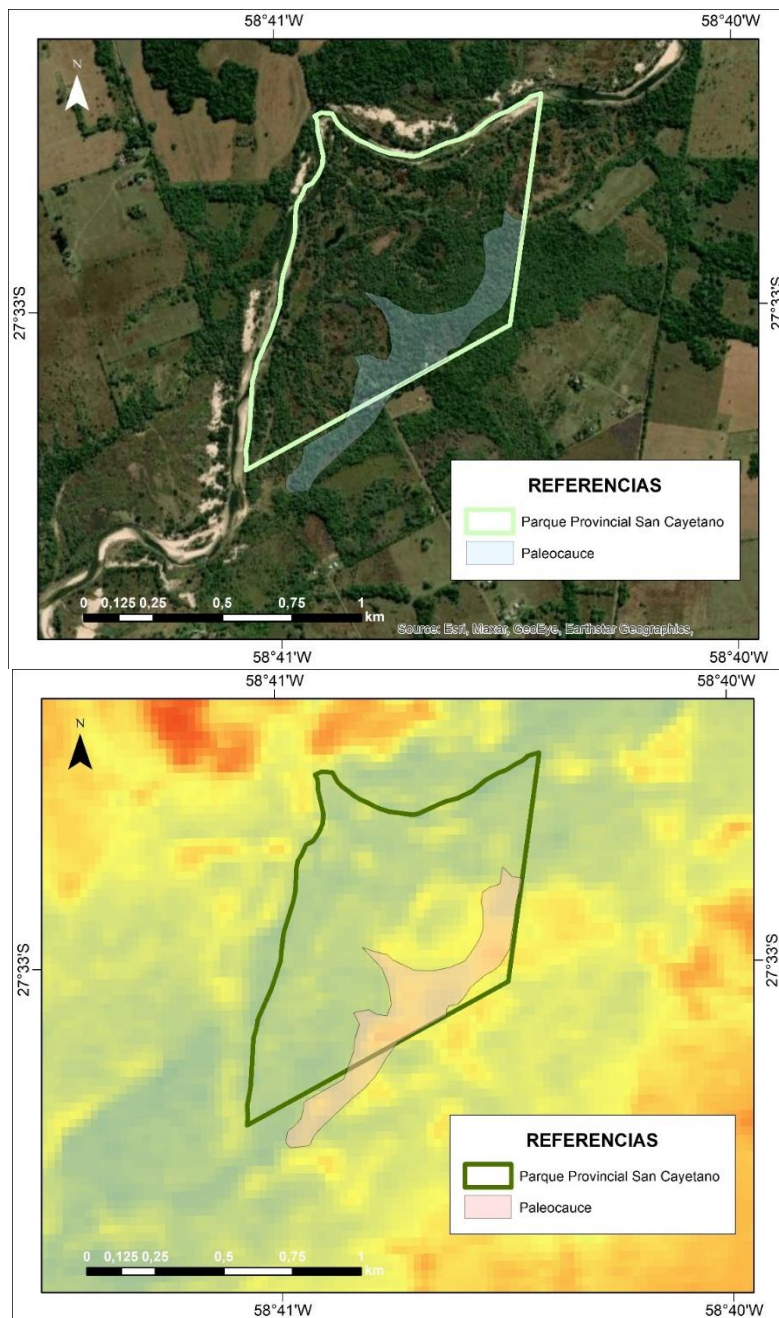 58°41'W 58°40'W
N
27°33'S 27°33'S
REFERENCIAS
Parque Provincial San Cayetano
Paleocauce
0 0,125 0,25 0,5 0,75 1
km
Source: Esri, Maxar, GeoEye, Earthstar Geographics,
58°41'W 58°40'W
58°41'W 58°40'W
N
27°33'S 27°33'S
REFERENCIAS
Parque Provincial San Cayetano
Paleocauce
0 0,125 0,25 0,5 0,75 1
km
58°41'W 58°40'W